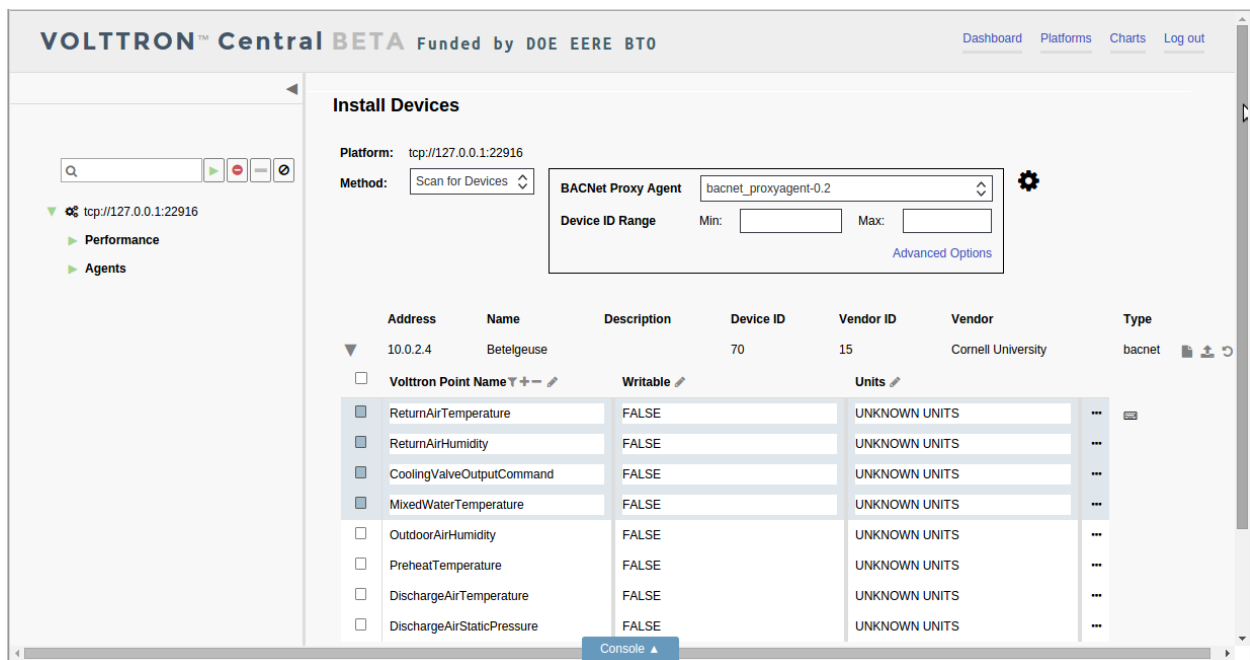 VOLTTRON™ Central BETA Funded by DOE EERE BTO
Dashboard Platforms Charts Log out
Install Devices
Platform: tcp://127.0.0.1:22916
Method: Scan for Devices
BACNet Proxy Agent bacnet_proxyagent-0.2
Device ID Range Min: Max:
Advanced Options
tcp://127.0.0.1:22916
Performance
Agents
Address Name Description Device ID Vendor ID Vendor Type
10.0.2.4 Betelgeuse 70 15 Cornell University bacnet
Volttron Point Name Writable Units
ReturnAirTemperature FALSE UNKNOWN UNITS
ReturnAirHumidity FALSE UNKNOWN UNITS
CoolingValveOutputCommand FALSE UNKNOWN UNITS
MixedWaterTemperature FALSE UNKNOWN UNITS
OutdoorAirHumidity FALSE UNKNOWN UNITS
PreheatTemperature FALSE UNKNOWN UNITS
DischargeAirTemperature FALSE UNKNOWN UNITS
DischargeAirStaticPressure FALSE UNKNOWN UNITS
Console ▲